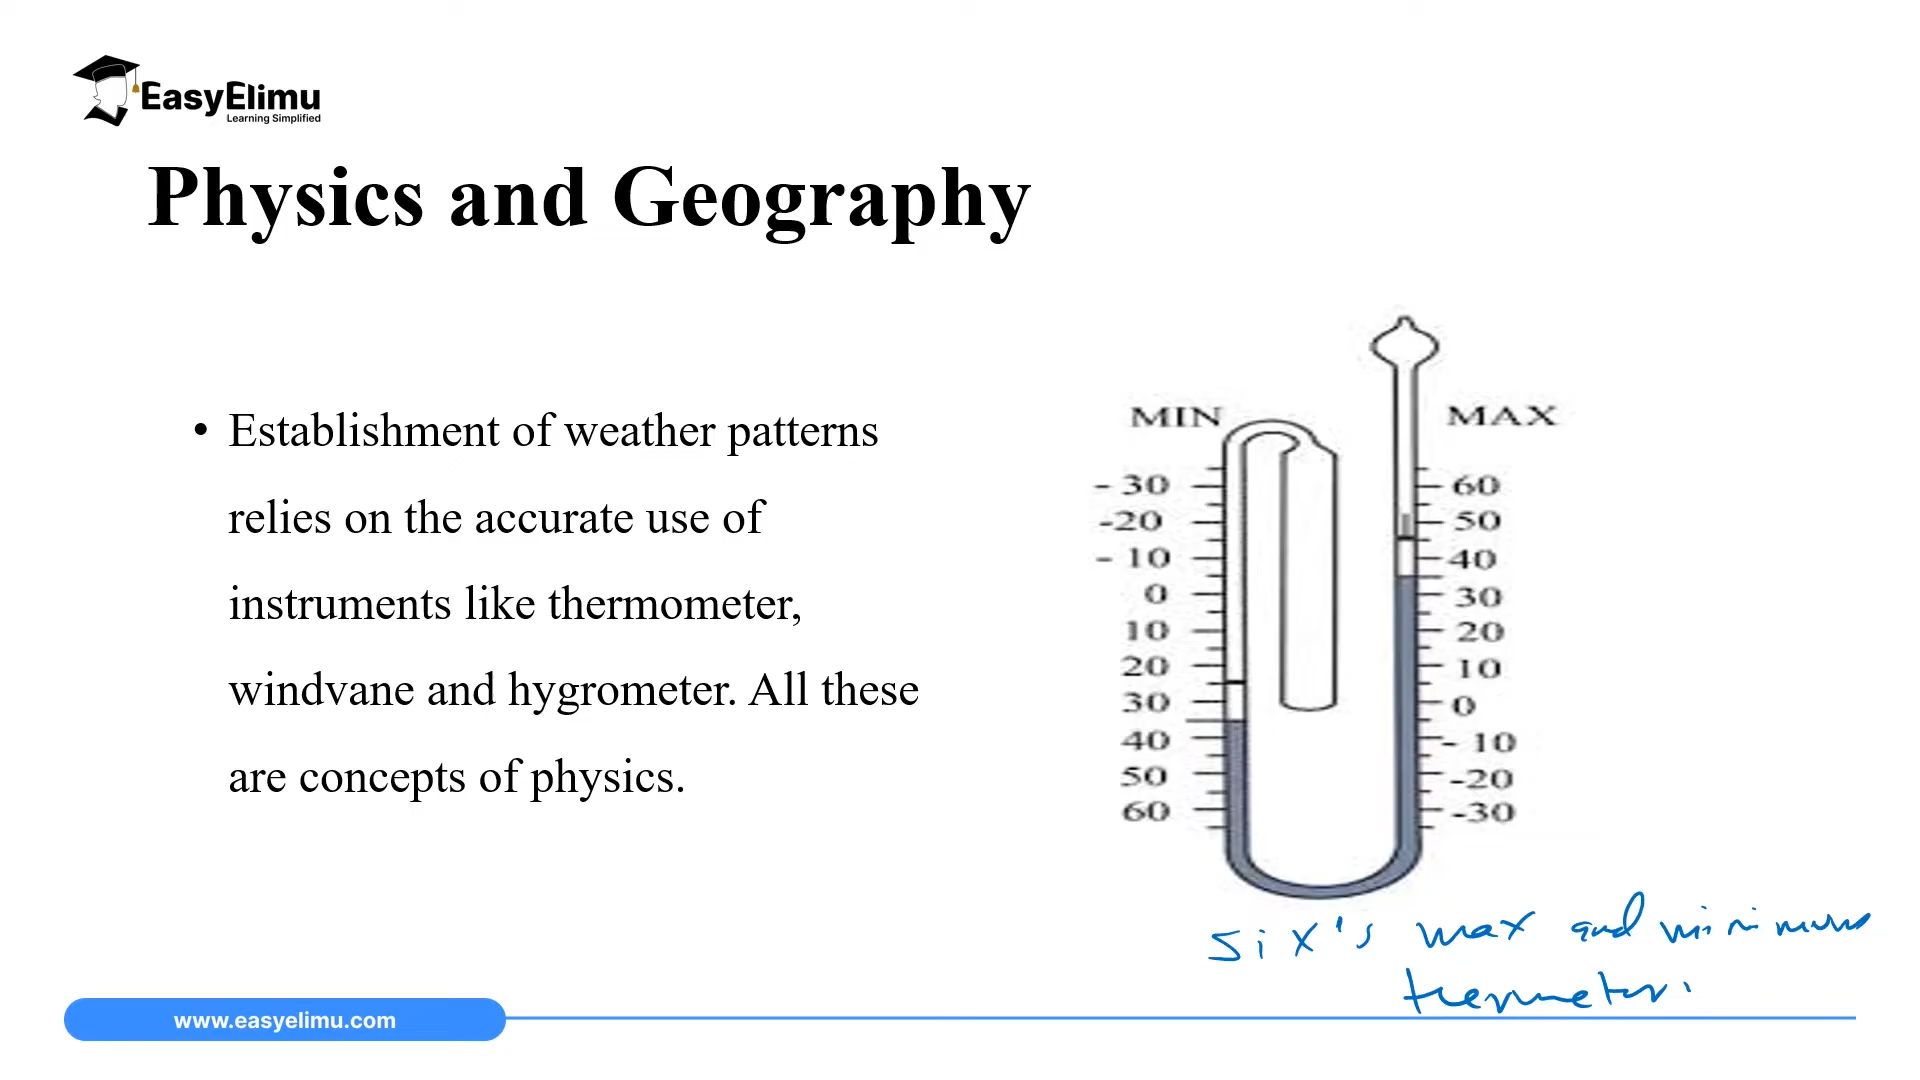 EasyElimu
Learning Simplified
Physics and Geography
• Establishment of weather patterns
relies on the accurate use of
instruments like thermometer,
windvane and hygrometer. All these
are concepts of physics.
MIN
MAX
- 30
-20
- 10
0
10
20
30
40
50
60
60
50
40
30
20
10
0
- 10
-20
-30
six's max and minimum
termeter.
www.easyelimu.com